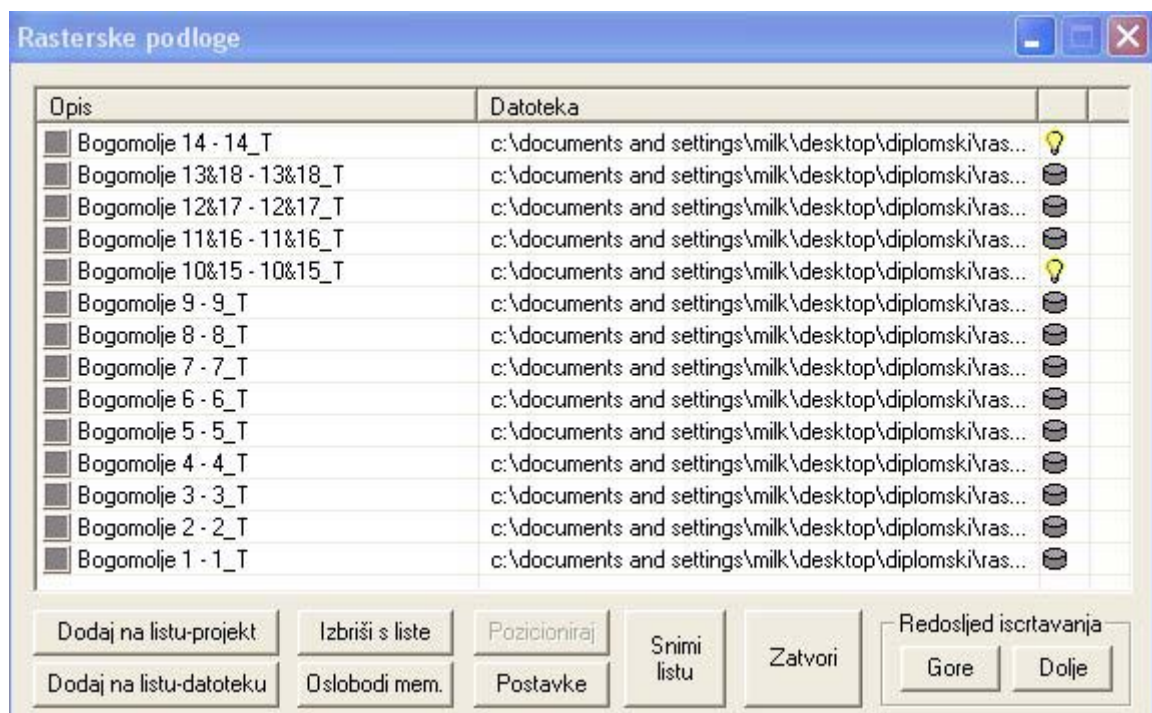 Rasterske podloge
Opis Datoteka
Bogomolje 14 - 14_T c:\documents and settings\milk\desktop\diplomski\ras...
Bogomolje 13&18 - 13&18_T c:\documents and settings\milk\desktop\diplomski\ras...
Bogomolje 12&17 - 12&17_T c:\documents and settings\milk\desktop\diplomski\ras...
Bogomolje 11&16 - 11&16_T c:\documents and settings\milk\desktop\diplomski\ras...
Bogomolje 10&15 - 10&15_T c:\documents and settings\milk\desktop\diplomski\ras...
Bogomolje 9 - 9_T c:\documents and settings\milk\desktop\diplomski\ras...
Bogomolje 8 - 8_T c:\documents and settings\milk\desktop\diplomski\ras...
Bogomolje 7 - 7_T c:\documents and settings\milk\desktop\diplomski\ras...
Bogomolje 6 - 6_T c:\documents and settings\milk\desktop\diplomski\ras...
Bogomolje 5 - 5_T c:\documents and settings\milk\desktop\diplomski\ras...
Bogomolje 4 - 4_T c:\documents and settings\milk\desktop\diplomski\ras...
Bogomolje 3 - 3_T c:\documents and settings\milk\desktop\diplomski\ras...
Bogomolje 2 - 2_T c:\documents and settings\milk\desktop\diplomski\ras...
Bogomolje 1 - 1_T c:\documents and settings\milk\desktop\diplomski\ras...
Dodaj na listu-projekt
Izbriši s liste
Pozicioniraj
Snimi
listu
Zatvori
Redosljed iscrtavanja
Gore
Dolje
Dodaj na listu-datoteku
Oslobodi mem.
Postavke